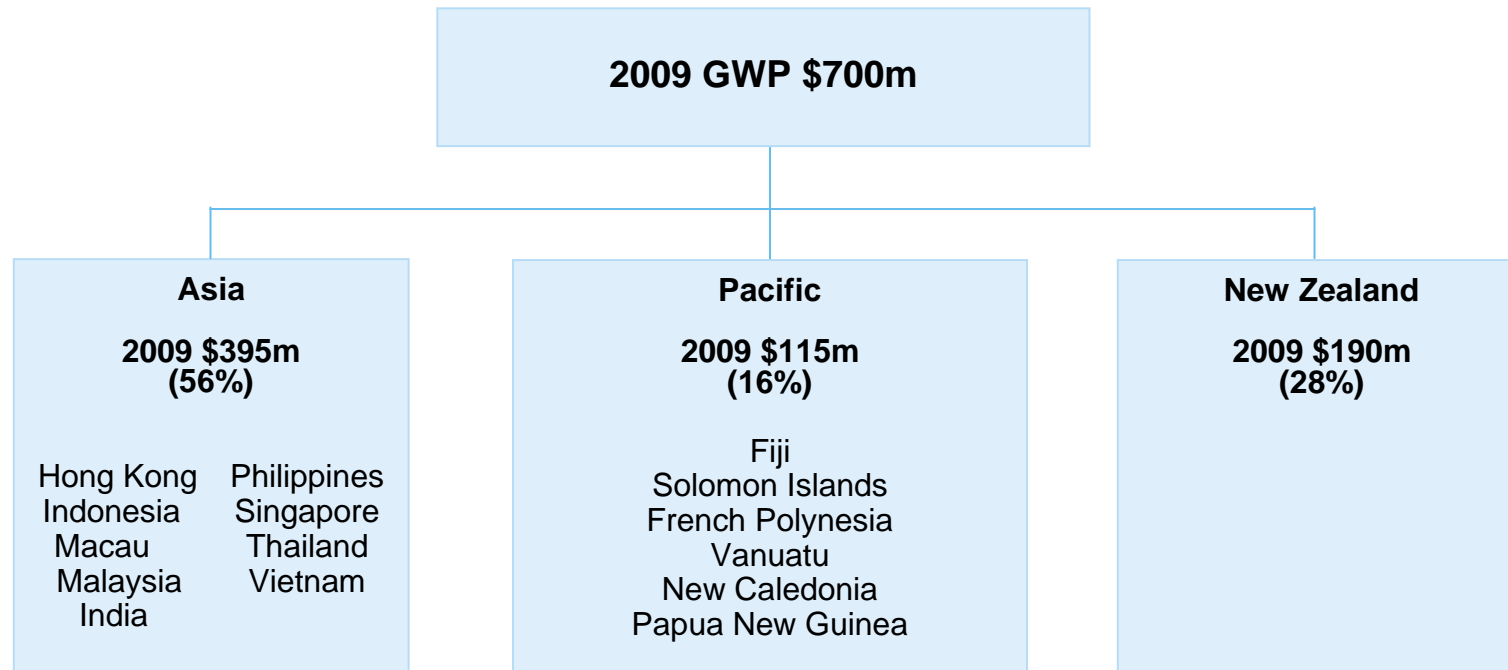 2009 GWP $700m
Asia
2009 $395m
(56%)
Hong Kong
Indonesia
Macau
Malaysia
India
Philippines
Singapore
Thailand
Vietnam
Pacific
2009 $115m
(16%)
Fiji
Solomon Islands
French Polynesia
Vanuatu
New Caledonia
Papua New Guinea
New Zealand
2009 $190m
(28%)